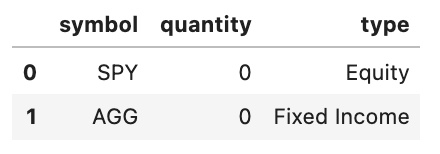 symbol quantity type
0 SPY 0 Equity
1 AGG 0 Fixed Income